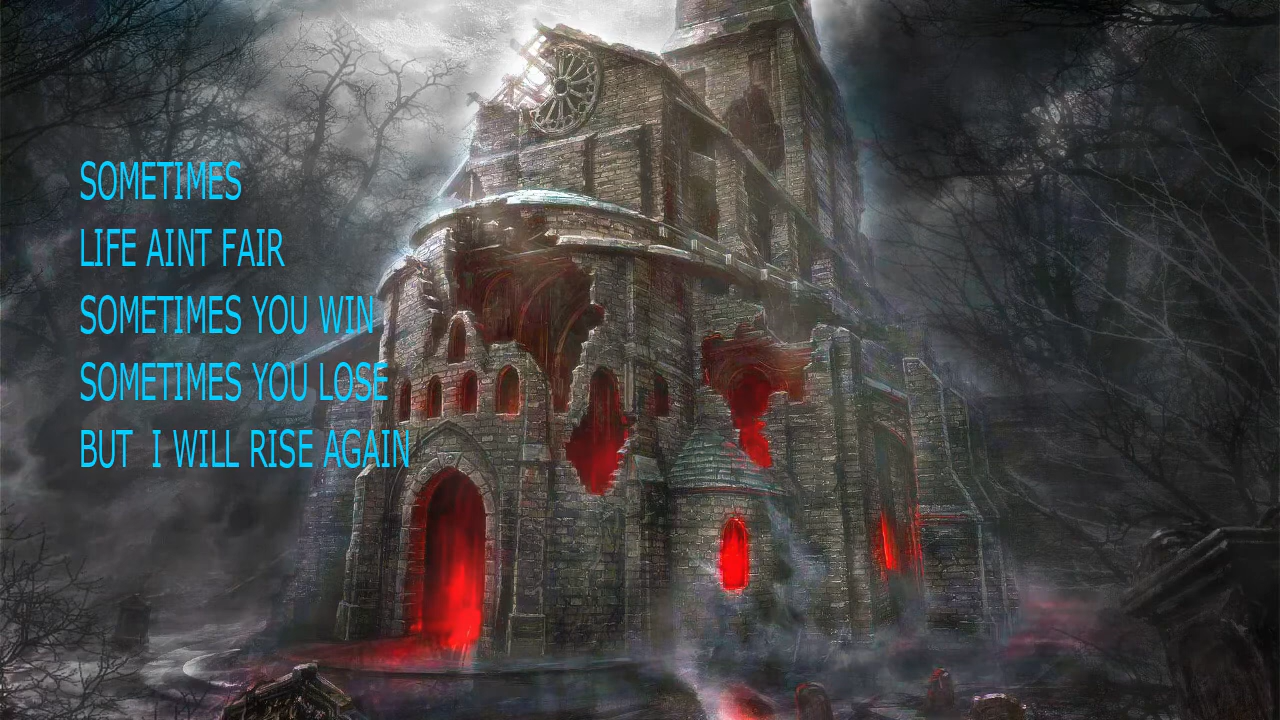 SOMETIMES
LIFE AINT FAIR
SOMETIMES YOU WIN
SOMETIMES YOU LOSE
BUT  I WILL RISE AGAIN